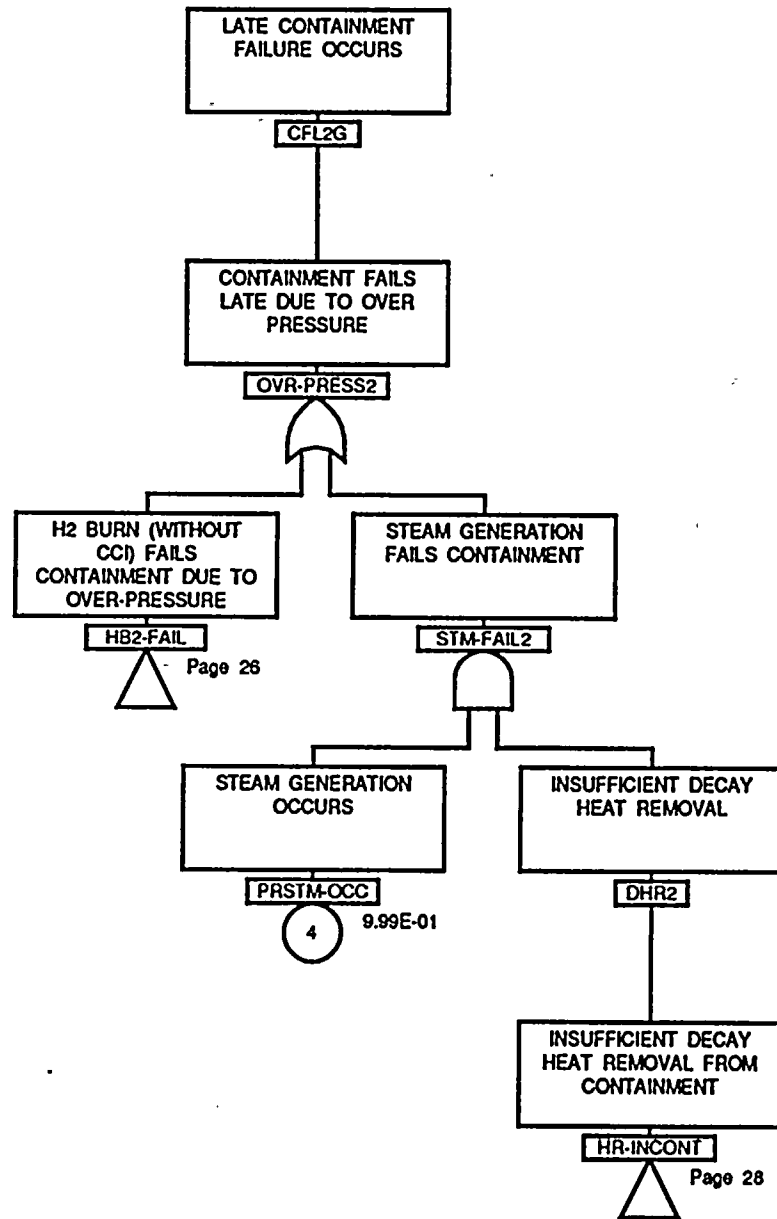 LATE CONTAINMENT
FAILURE OCCURS
CFL2G
CONTAINMENT FAILS
LATE DUE TO OVER
PRESSURE
OVR-PRESS2
H2 BURN (WITHOUT
CCI) FAILS
CONTAINMENT DUE TO
OVER-PRESSURE
HB2-FAIL
Page 26
STEAM GENERATION
FAILS CONTAINMENT
STM-FAIL2
STEAM GENERATION
OCCURS
PRSTM-OCC
4
9.99E-01
INSUFFICIENT DECAY
HEAT REMOVAL
DHR2
INSUFFICIENT DECAY
HEAT REMOVAL FROM
CONTAINMENT
HR-INCONT
Page 28